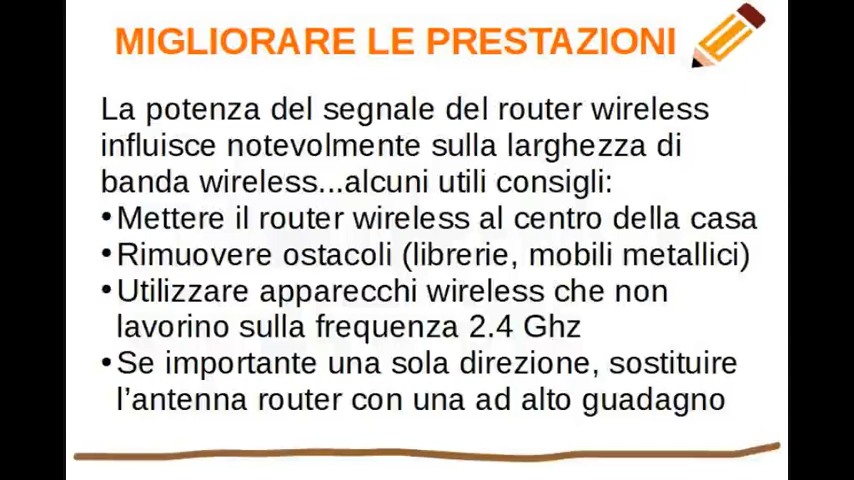 MIGLIORARE LE PRESTAZIONI
La potenza del segnale del router wireless
influisce notevolmente sulla larghezza di
banda wireless...alcuni utili consigli:
•Mettere il router wireless al centro della casa
•Rimuovere ostacoli (librerie, mobili metallici)
•Utilizzare apparecchi wireless che non
lavorino sulla frequenza 2.4 Ghz
•Se importante una sola direzione, sostituire
l’antenna router con una ad alto guadagno